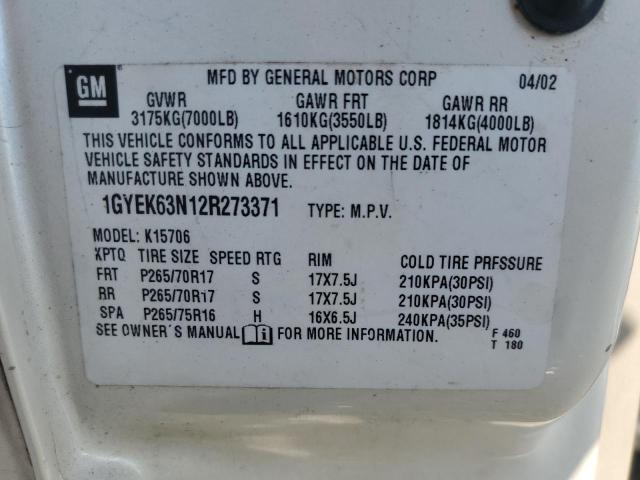 GM
MFD BY GENERAL MOTORS CORP 04/02
GVWR GAWR FRT GAWR RR
3175KG(7000LB) 1610KG(3550LB) 1814KG(4000LB)
THIS VEHICLE CONFORMS TO ALL APPLICABLE U.S. FEDERAL MOTOR
VEHICLE SAFETY STANDARDS IN EFFECT ON THE DATE OF
MANUFACTURE SHOWN ABOVE.
1GYEK63N12R273371 TYPE: M.P.V.
MODEL: K15706
XPTQ TIRE SIZE SPEED RTG RIM COLD TIRE PRFSSURE
FRT P265/70R17 S 17X7.5J 210KPA(30PSI)
RR P265/70R17 S 17X7.5J 210KPA(30PSI)
SPA P265/75R16 H 16X6.5J 240KPA(35PSI)
SEE OWNER'S MANUAL FOR MORE INFORMATION. F 460
T 180